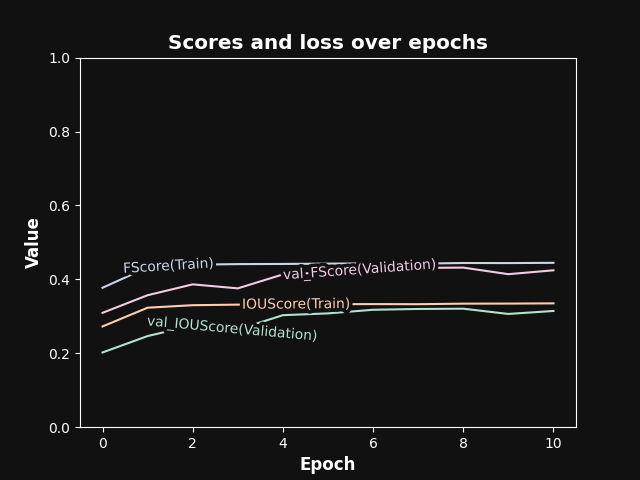 Scores and loss over epochs
1.0
0.8
0.6
0.4
0.2
0.0
Value
FScore(Train)
val_FScore(Validation)
IOUScore(Train)
val_IOUScore(Validation)
0 2 4 6 8 10
Epoch